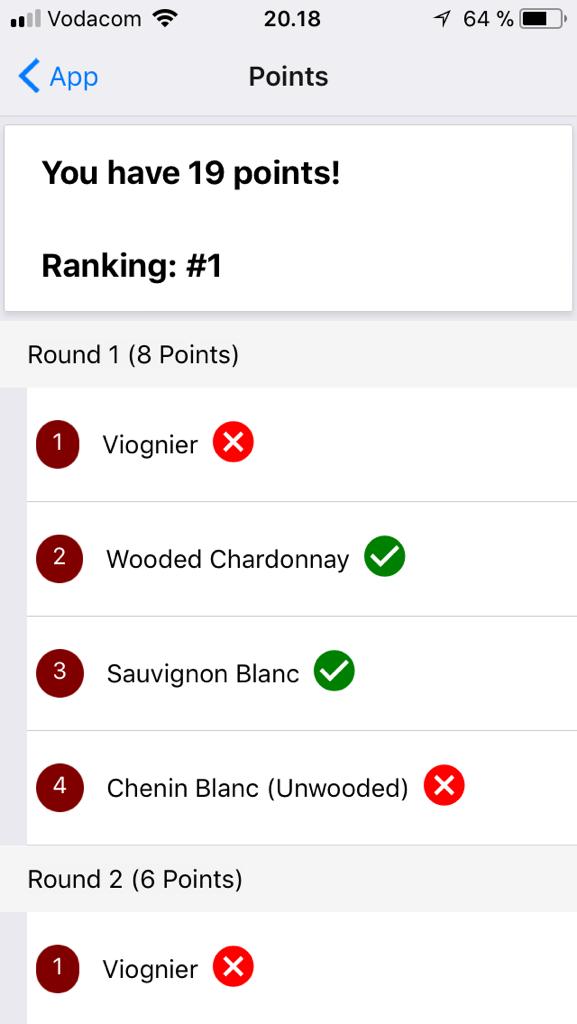 Vodacom 20.18 64 %
App Points
You have 19 points!
Ranking: #1
Round 1 (8 Points)
1 Viognier
2 Wooded Chardonnay
3 Sauvignon Blanc
4 Chenin Blanc (Unwooded)
Round 2 (6 Points)
1 Viognier